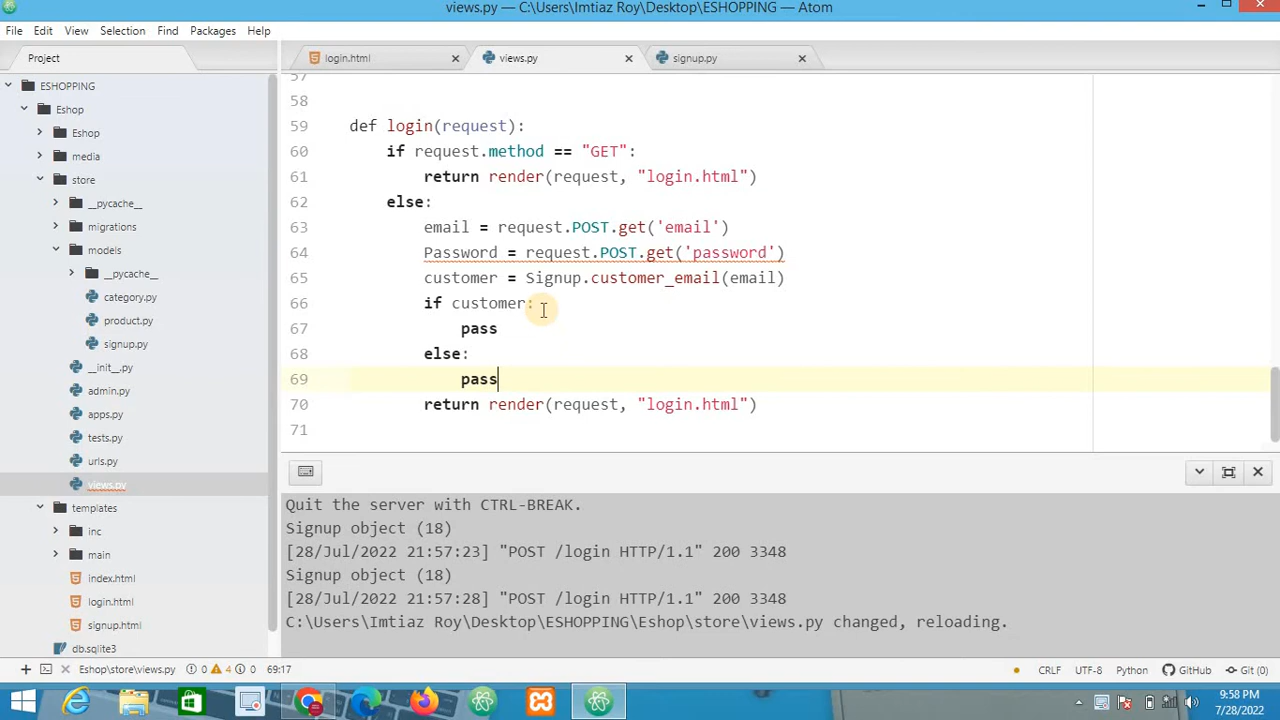 views.py — C:\Users\Imtiaz Roy\Desktop\ESHOPPING — Atom
File Edit View Selection Find Packages Help
Project
login.html
views.py
signup.py
ESHOPPING
Eshop
Eshop
media
store
__pycache__
migrations
models
__pycache__
category.py
product.py
signup.py
__init__.py
admin.py
apps.py
tests.py
urls.py
views.py
templates
inc
main
index.html
login.html
signup.html
db.sqlite3
57
58
59 def login(request):
60 if request.method == "GET":
61 return render(request, "login.html")
62 else:
63 email = request.POST.get('email')
64 Password = request.POST.get('password')
65 customer = Signup.customer_email(email)
66 if customer:
67 pass
68 else:
69 pass
70 return render(request, "login.html")
71
Quit the server with CTRL-BREAK.
Signup object (18)
[28/Jul/2022 21:57:23] "POST /login HTTP/1.1" 200 3348
Signup object (18)
[28/Jul/2022 21:57:28] "POST /login HTTP/1.1" 200 3348
C:\Users\Imtiaz Roy\Desktop\ESHOPPING\Eshop\store\views.py changed, reloading.
Eshop\store\views.py 0 4 0 69:17 CRLF UTF-8 Python GitHub Git (0)
9:58 PM
7/28/2022